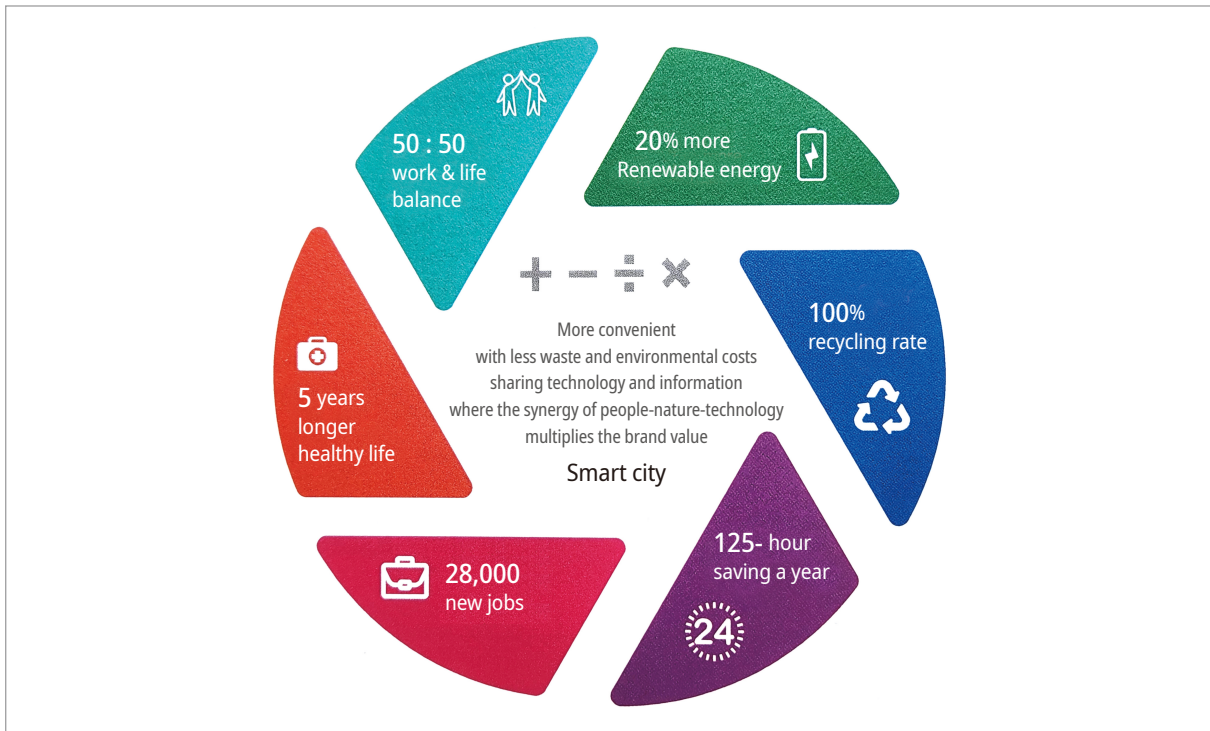 50 : 50
work & life
balance
20% more
Renewable energy
100%
recycling rate
125- hour
saving a year
24
28,000
new jobs
5 years
longer
healthy life
+ − ÷ ×
More convenient
with less waste and environmental costs
sharing technology and information
where the synergy of people-nature-technology
multiplies the brand value
Smart city